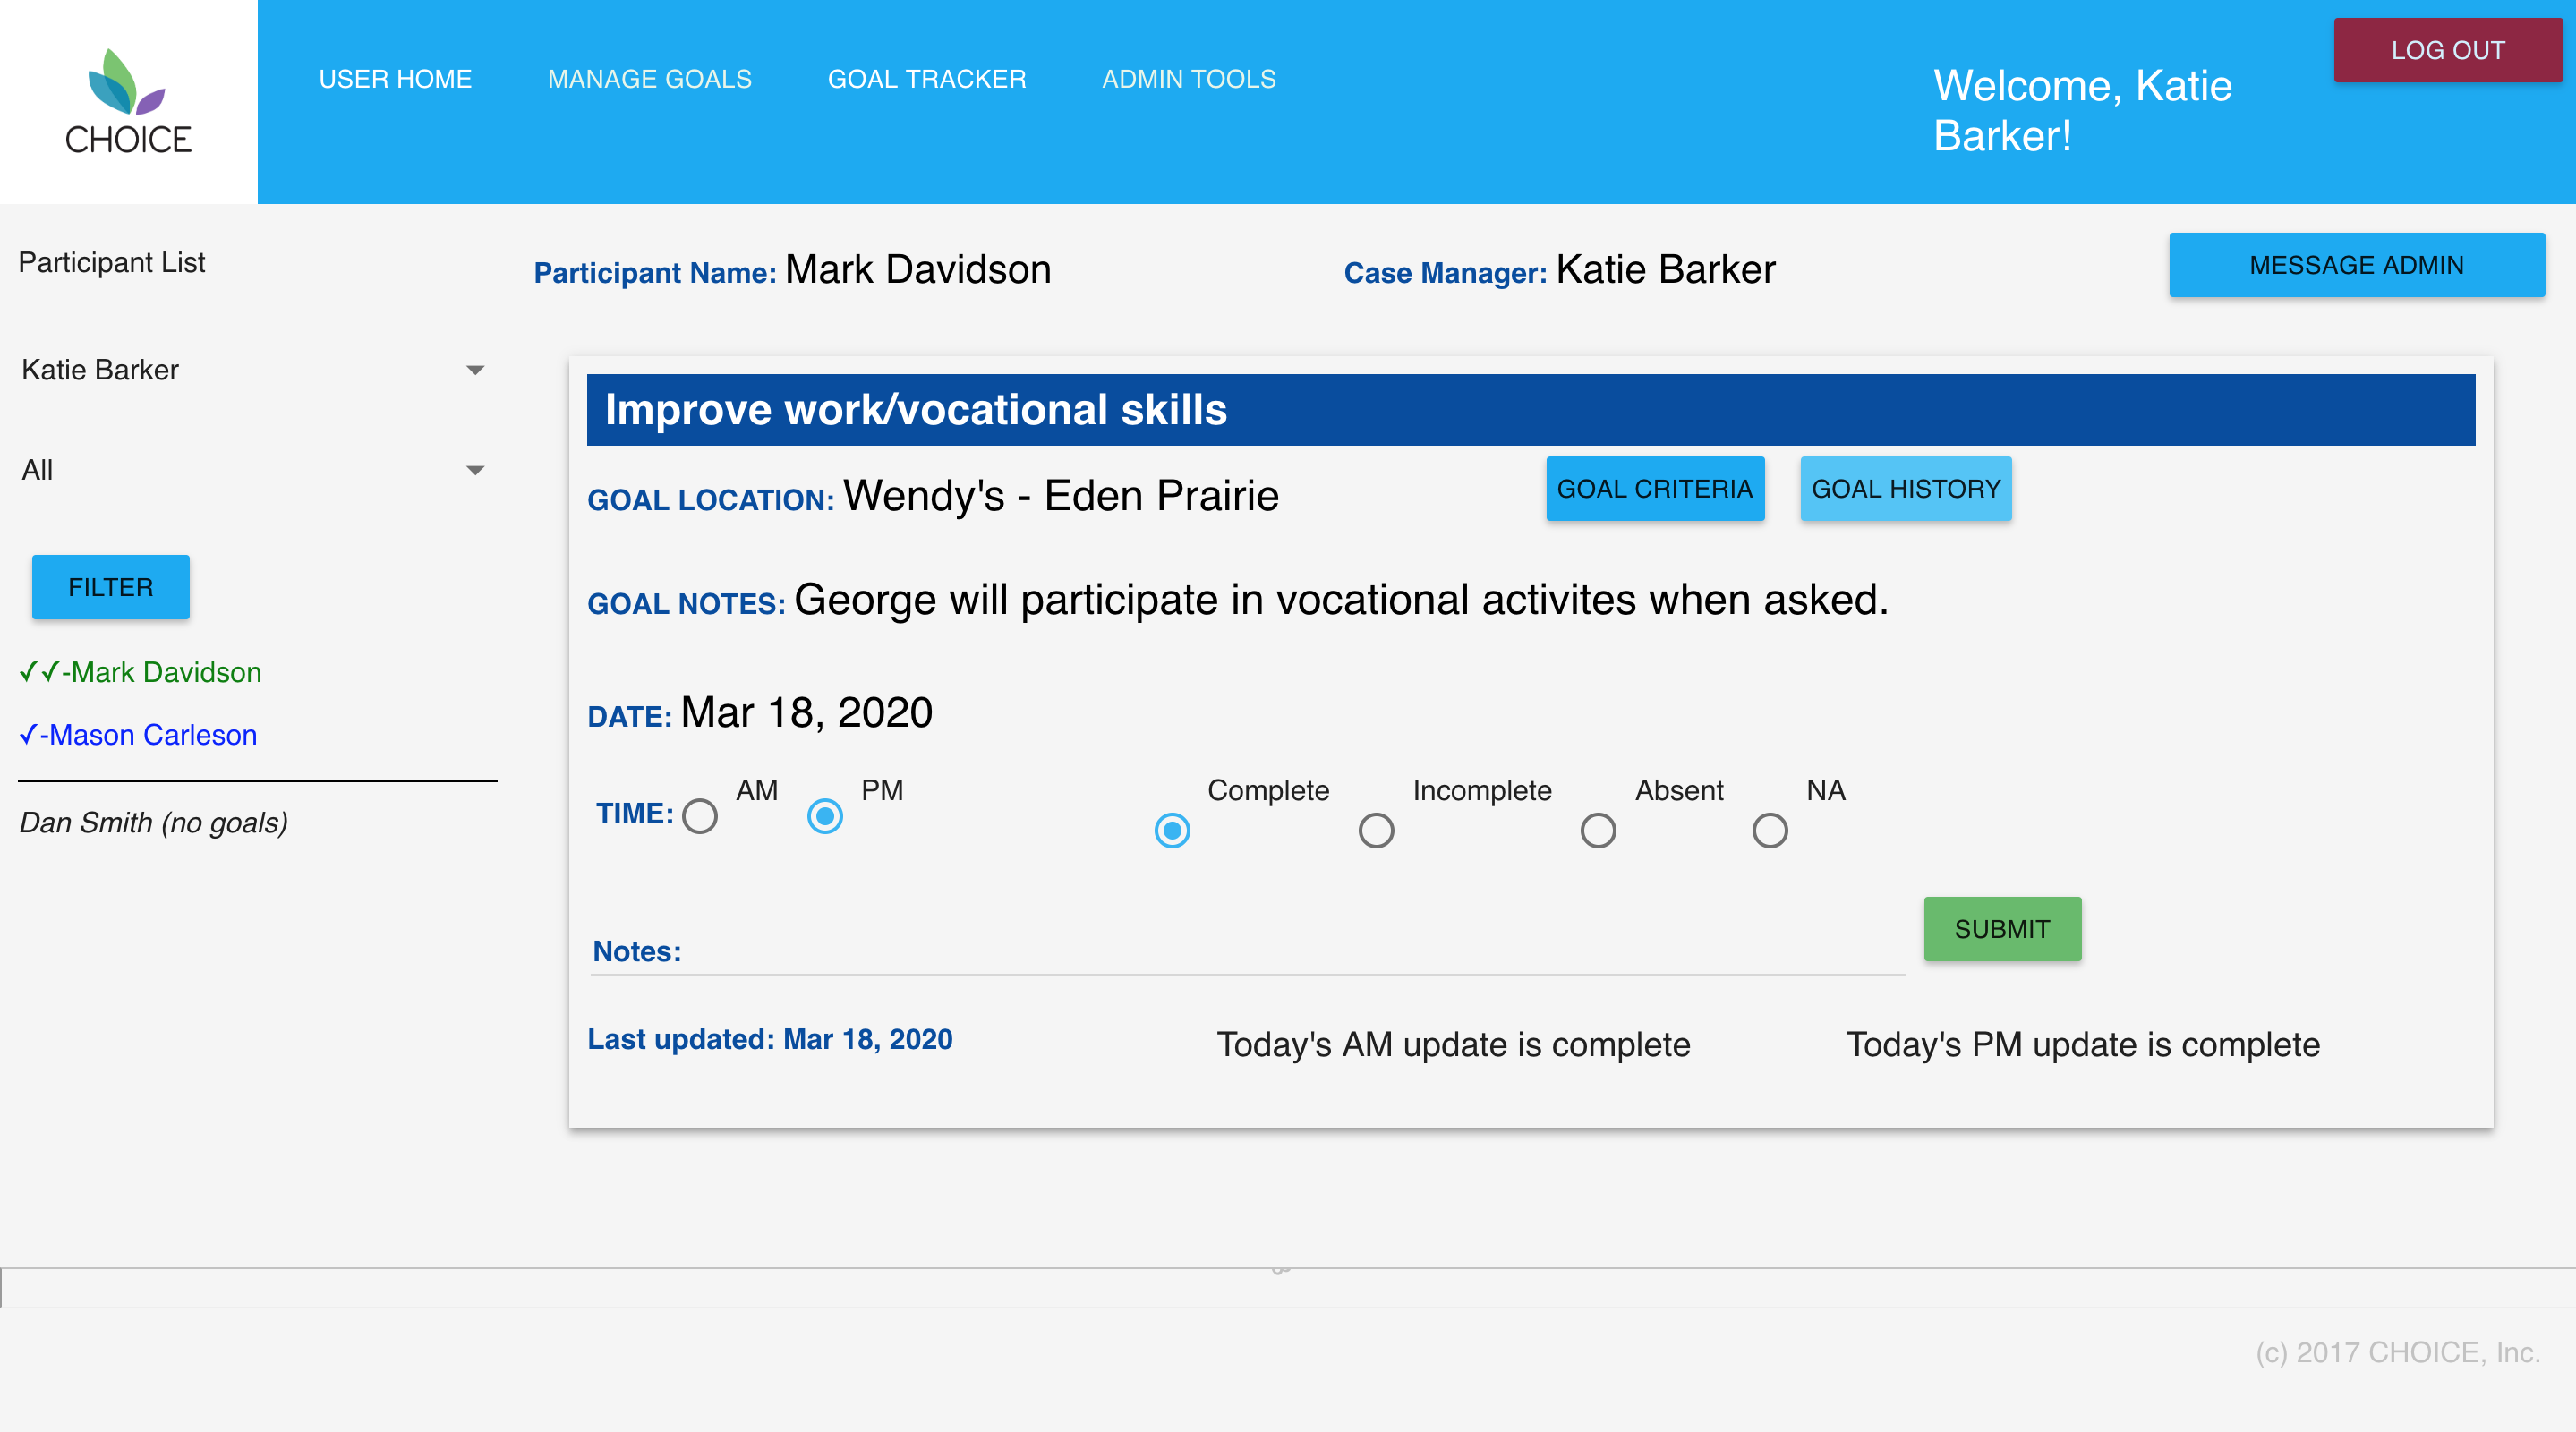 CHOICE
USER HOME MANAGE GOALS GOAL TRACKER ADMIN TOOLS
Welcome, Katie
Barker!
LOG OUT
Participant List
Katie Barker
All
FILTER
✓✓-Mark Davidson
✓-Mason Carleson
Dan Smith (no goals)
Participant Name: Mark Davidson
Case Manager: Katie Barker
MESSAGE ADMIN
Improve work/vocational skills
GOAL LOCATION: Wendy's - Eden Prairie
GOAL CRITERIA
GOAL HISTORY
GOAL NOTES: George will participate in vocational activites when asked.
DATE: Mar 18, 2020
TIME: AM PM
Complete Incomplete Absent NA
Notes:
SUBMIT
Last updated: Mar 18, 2020
Today's AM update is complete
Today's PM update is complete
(c) 2017 CHOICE, Inc.